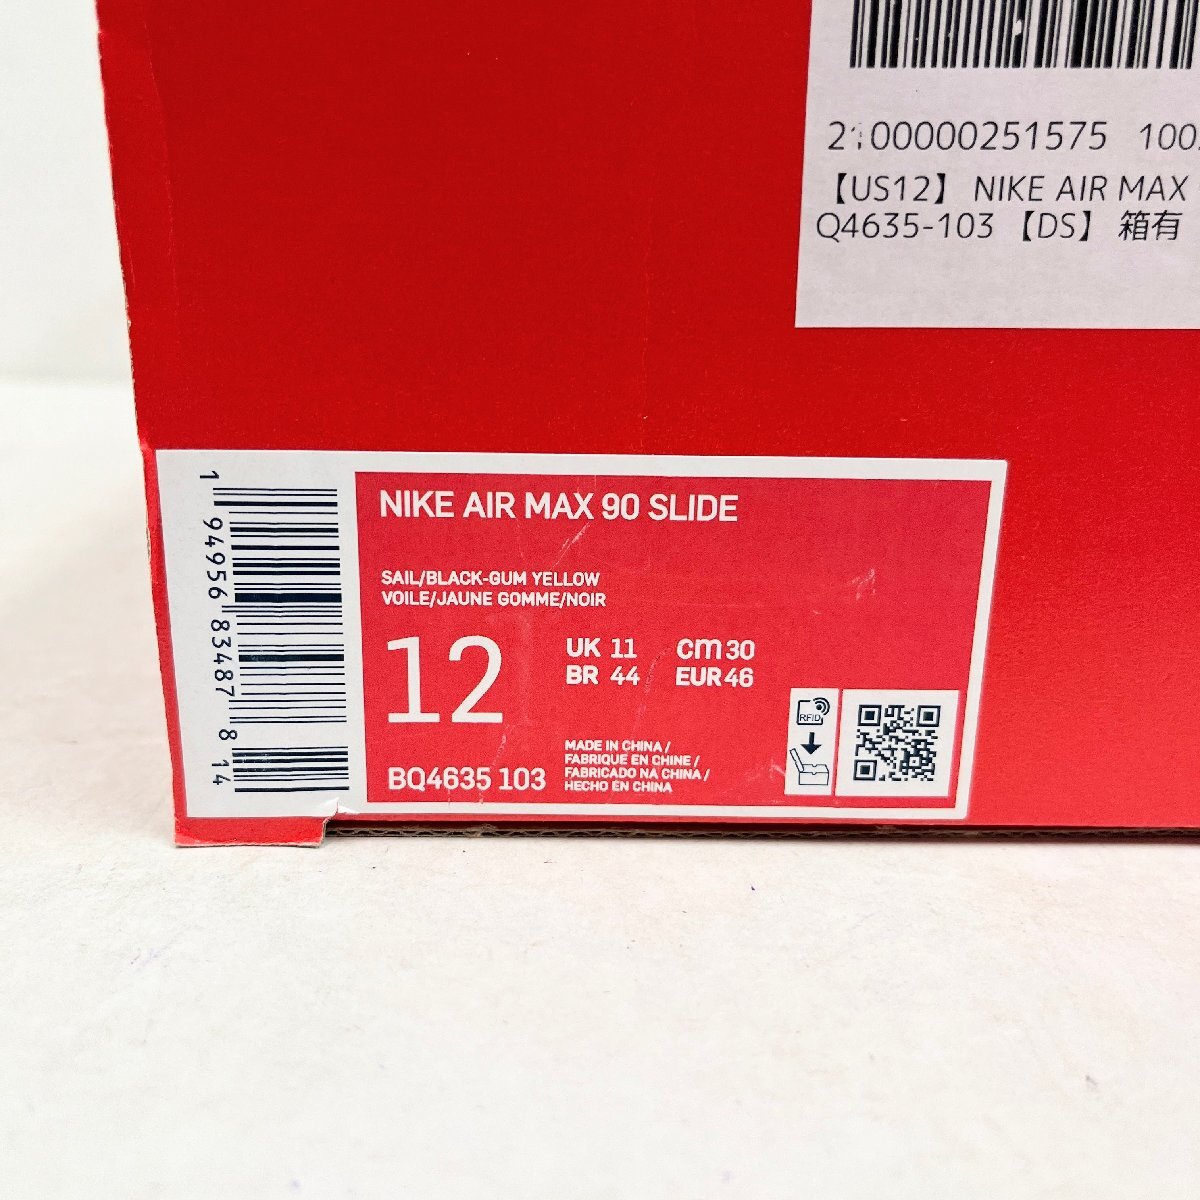 2100000251575 100
【US12】 NIKE AIR MAX
Q4635-103 【DS】 箱有
NIKE AIR MAX 90 SLIDE
SAIL/BLACK-GUM YELLOW
VOILE/JAUNE GOMME/NOIR
12
UK 11 cm 30
BR 44 EUR 46
BQ4635 103
MADE IN CHINA /
FABRIQUE EN CHINE /
FABRICADO NA CHINA /
HECHO EN CHINA
RFID
1 94956 83487 8 14